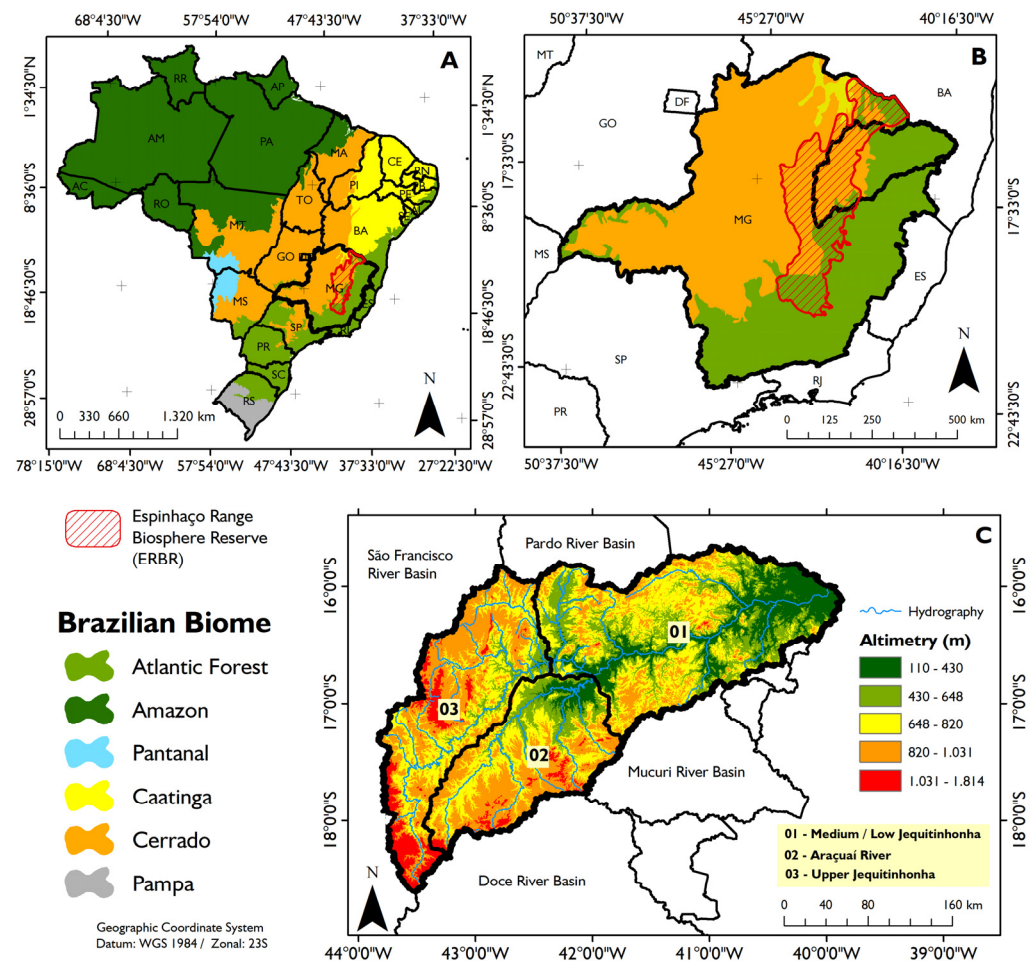 68°4'30"W 57°54'0"W 47°43'30"W 37°33'0"W
A
1°34'30"N
8°36'0"S
18°46'30"S
28°57'0"S
1°34'30"S
8°36'0"S
18°46'30"S
28°57'0"S
RR
AP
AM
PA
MA
CE
RN
AC
PI
PE
RO
TO
MT
BA
GO
MG
MS
ES
SP
PR
SC
RS
N
0 330 660 1.320 km
78°15'0"W 68°4'30"W 57°54'0"W 47°43'30"W 37°33'0"W 27°22'30"W
50°37'30"W 45°27'0"W 40°16'30"W
B
17°33'0"S
22°43'30"S
17°33'0"S
22°43'30"S
MT
DF
BA
GO
MG
MS
ES
SP
RJ
PR
N
0 125 250 500 km
50°37'30"W 45°27'0"W 40°16'30"W
Espinhaço Range
Biosphere Reserve
(ERBR)
Brazilian Biome
Atlantic Forest
Amazon
Pantanal
Caatinga
Cerrado
Pampa
Geographic Coordinate System
Datum: WGS 1984 / Zonal: 23S
C
São Francisco
River Basin
Pardo River Basin
16°0'0"S
17°0'0"S
18°0'0"S
16°0'0"S
17°0'0"S
18°0'0"S
01
03
02
Mucuri River Basin
Doce River Basin
N
Hydrography
Altimetry (m)
110 - 430
430 - 648
648 - 820
820 - 1.031
1.031 - 1.814
01 - Medium / Low Jequitinhonha
02 - Araçuaí River
03 - Upper Jequitinhonha
0 40 80 160 km
44°0'0"W 43°0'0"W 42°0'0"W 41°0'0"W 40°0'0"W 39°0'0"W